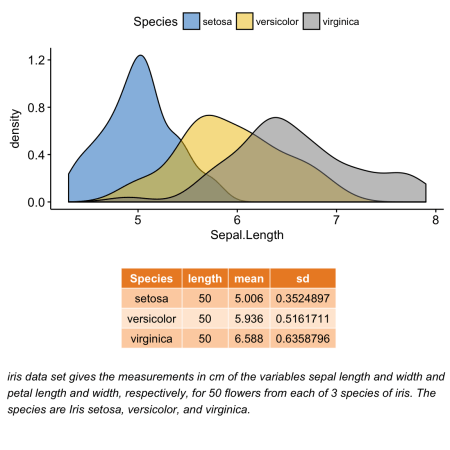 Species setosa versicolor virginica
density
1.2
0.8
0.4
0.0
5 6 7 8
Sepal.Length
Species length mean sd
setosa 50 5.006 0.3524897
versicolor 50 5.936 0.5161711
virginica 50 6.588 0.6358796
iris data set gives the measurements in cm of the variables sepal length and width and
petal length and width, respectively, for 50 flowers from each of 3 species of iris. The
species are Iris setosa, versicolor, and virginica.